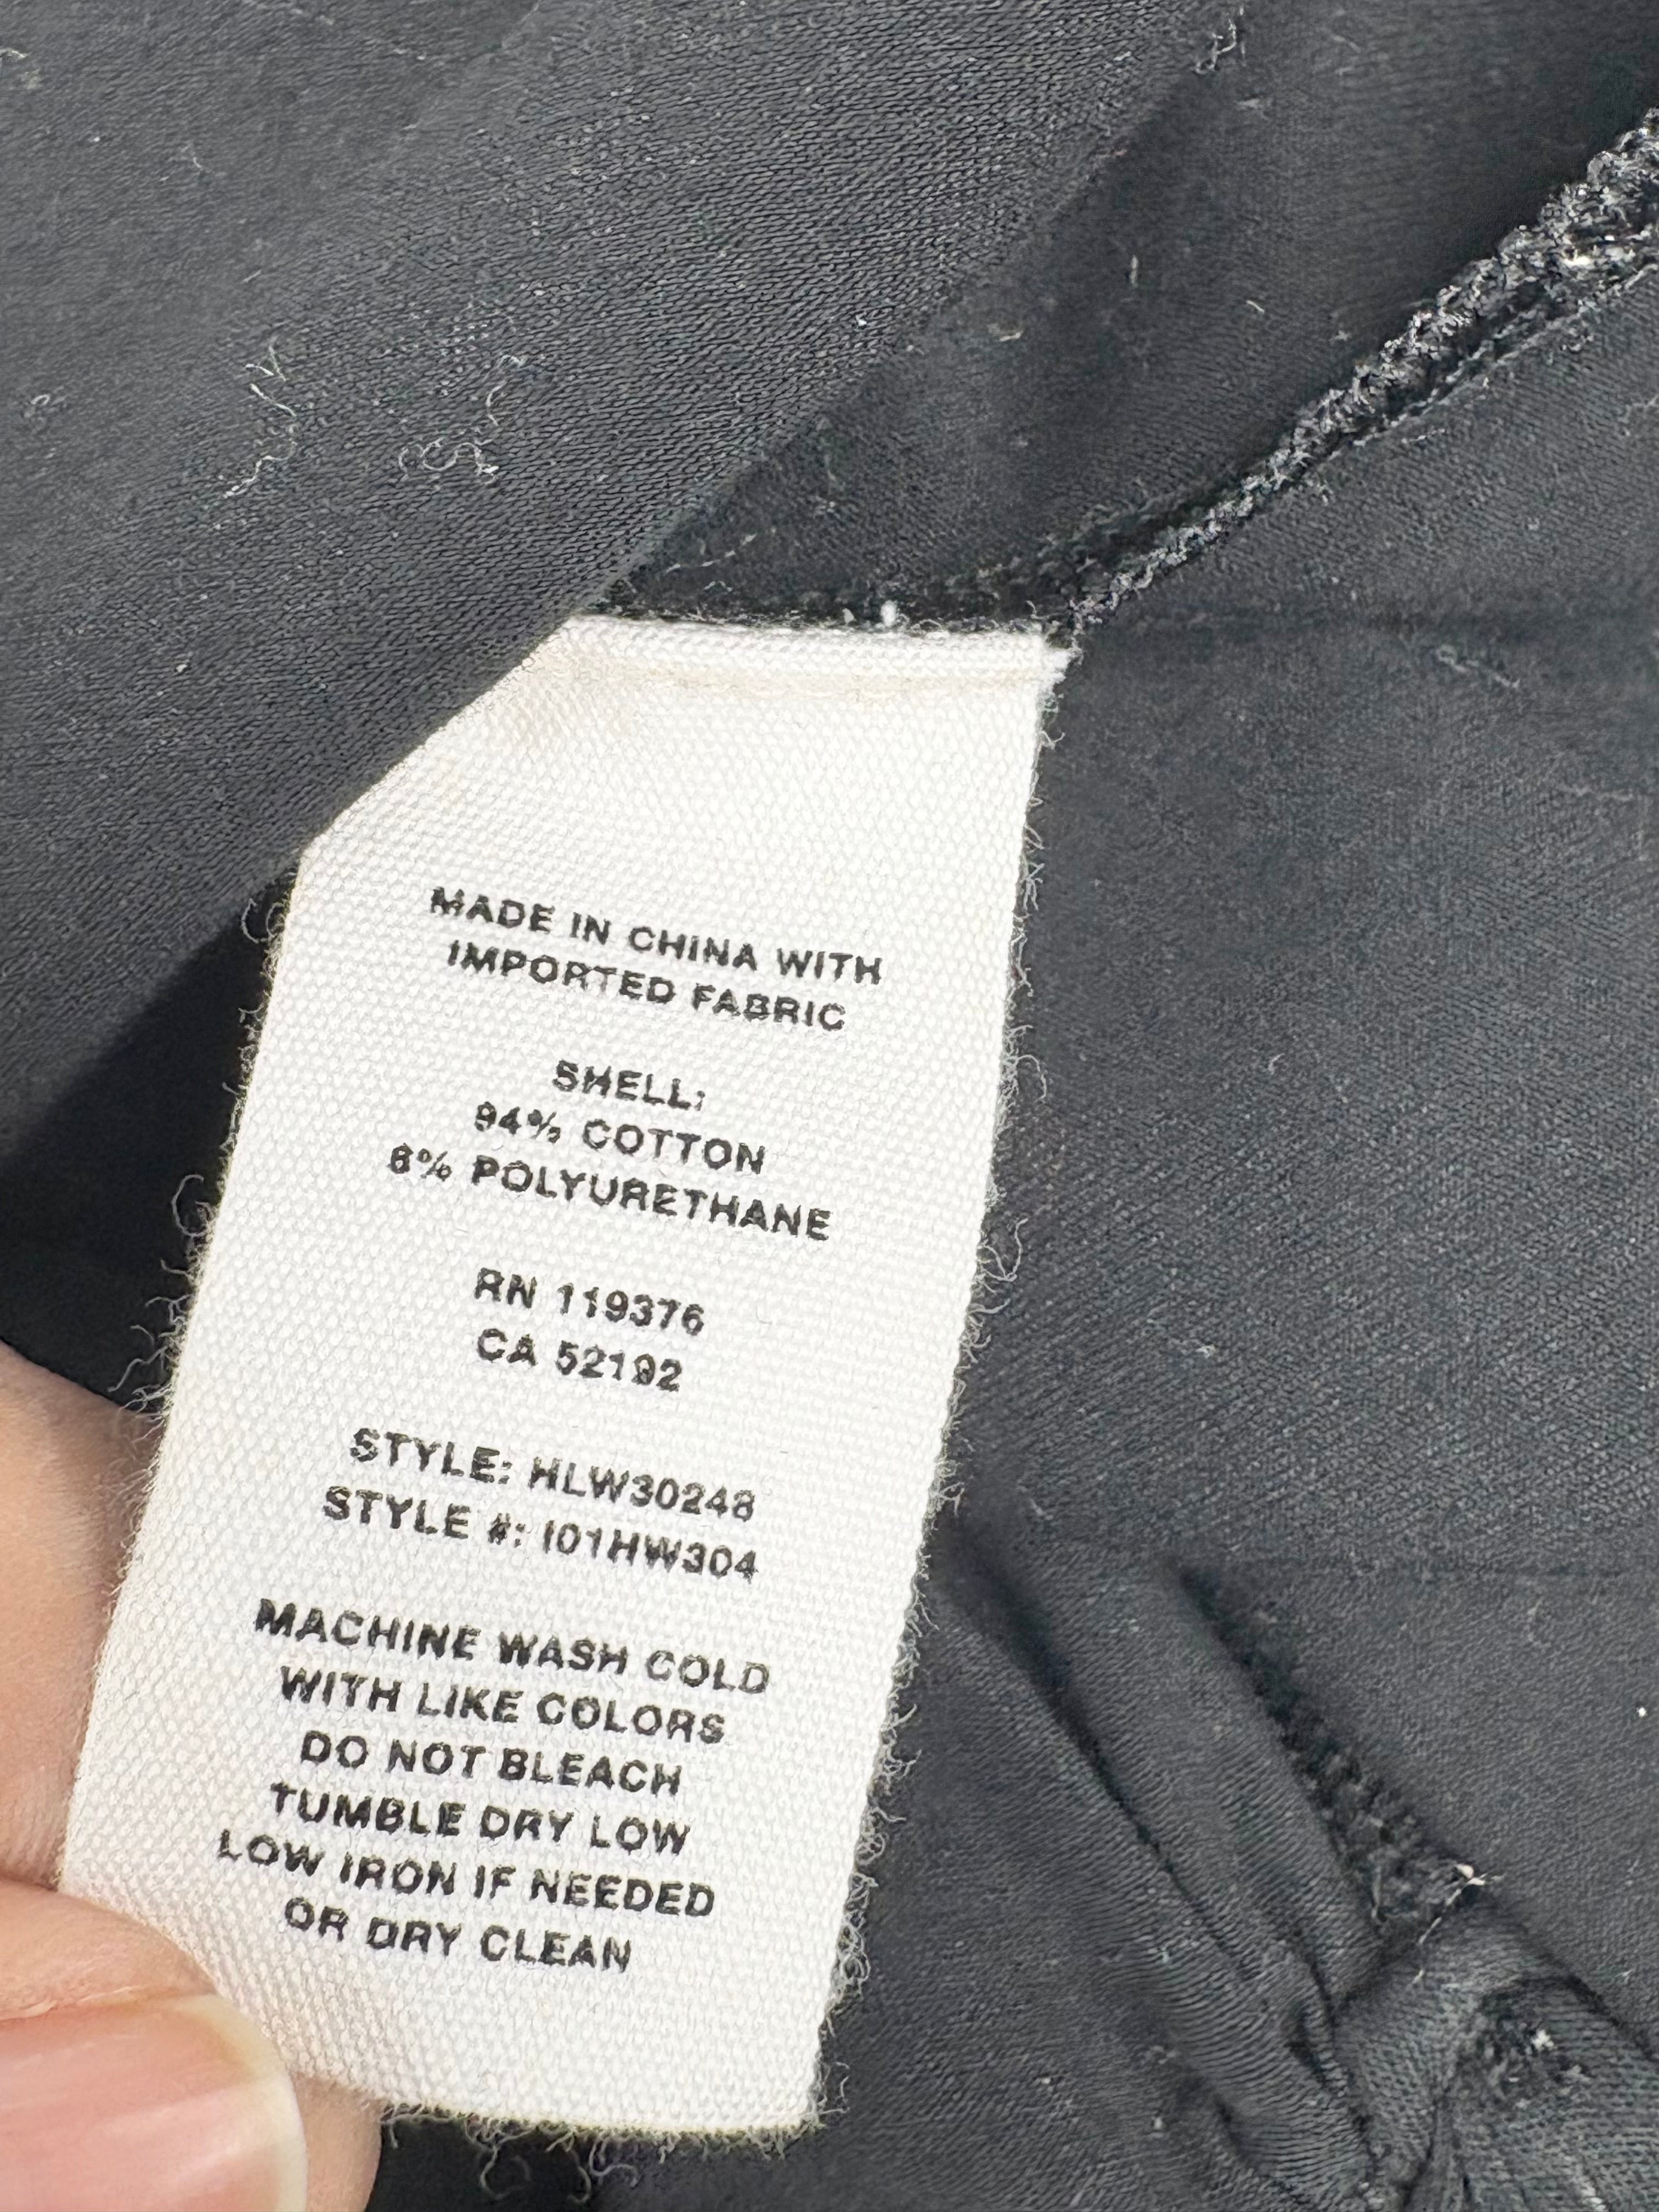 MADE IN CHINA WITH
IMPORTED FABRIC
SHELL:
94% COTTON
6% POLYURETHANE
RN 119376
CA 52192
STYLE: HLW30248
STYLE #: I01HW304
MACHINE WASH COLD
WITH LIKE COLORS
DO NOT BLEACH
TUMBLE DRY LOW
LOW IRON IF NEEDED
OR DRY CLEAN